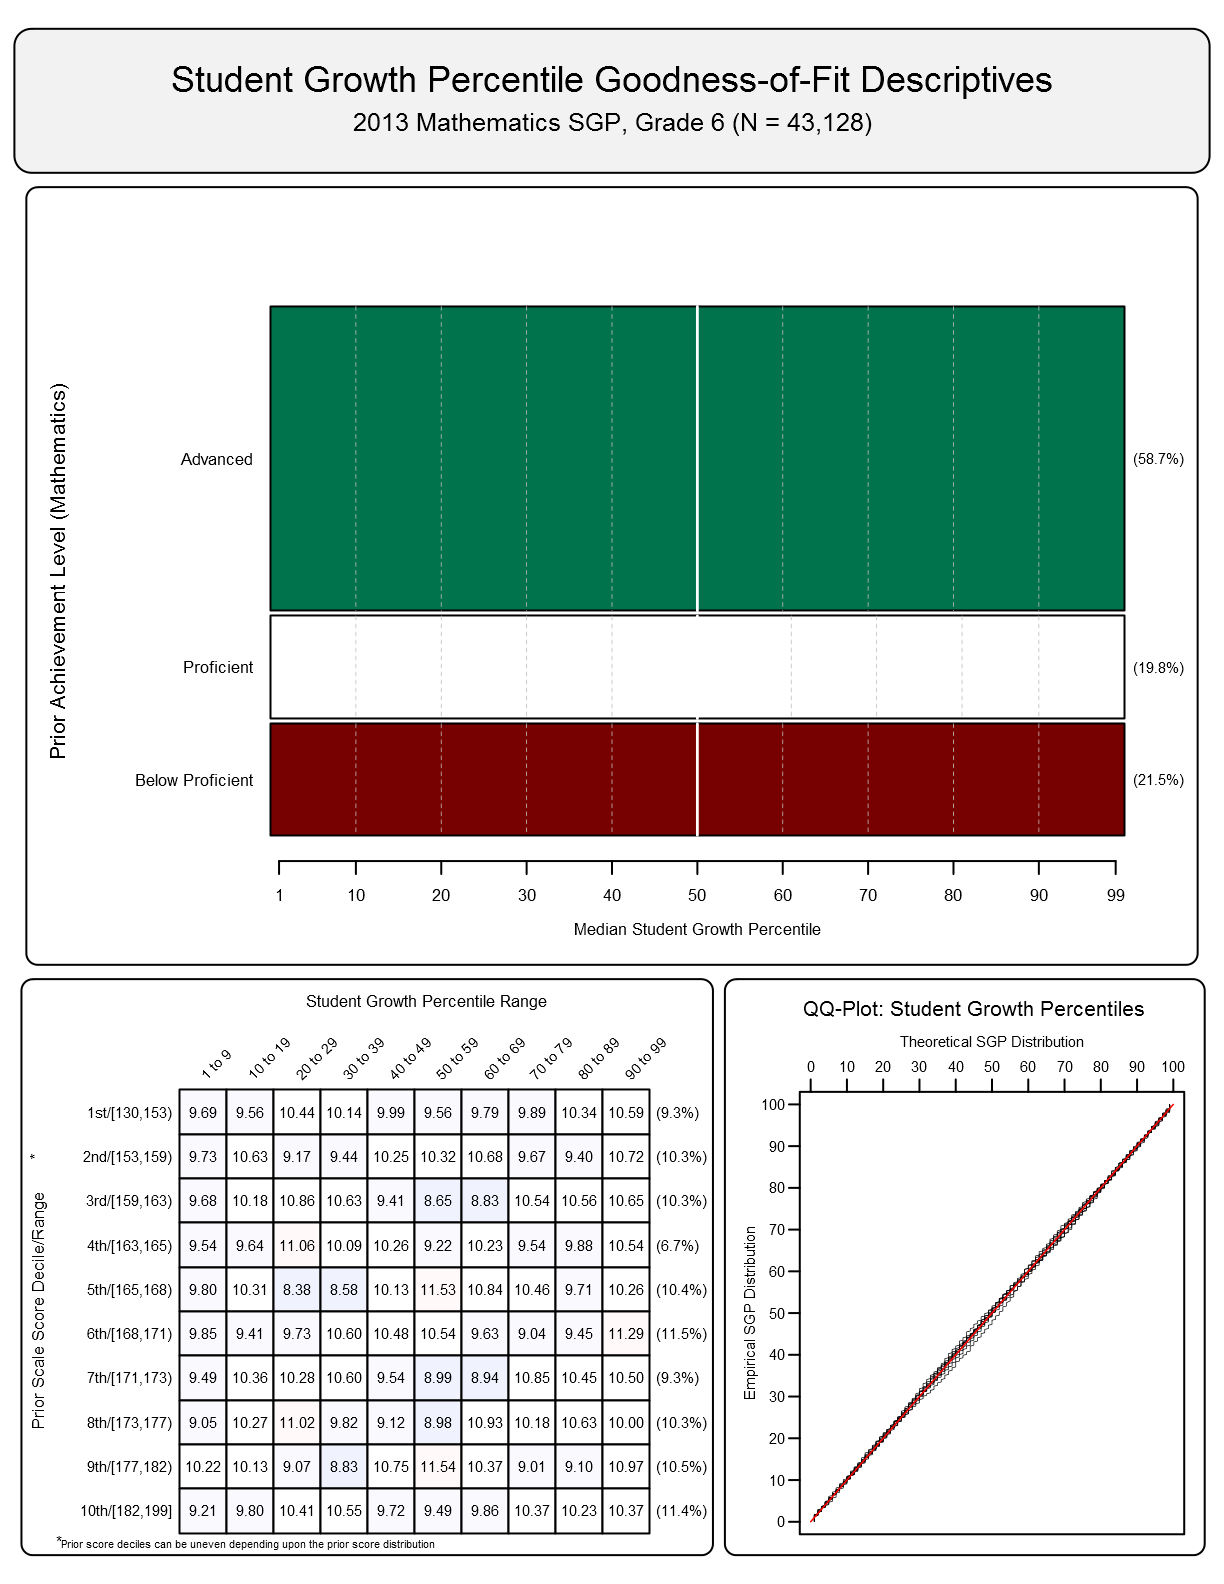 Student Growth Percentile Goodness-of-Fit Descriptives
2013 Mathematics SGP, Grade 6 (N = 43,128)
Prior Achievement Level (Mathematics)
Advanced (58.7%)
Proficient (19.8%)
Below Proficient (21.5%)
1 10 20 30 40 50 60 70 80 90 99
Median Student Growth Percentile
Student Growth Percentile Range
1 to 9 10 to 19 20 to 29 30 to 39 40 to 49 50 to 59 60 to 69 70 to 79 80 to 89 90 to 99
* Prior Scale Score Decile/Range
1st/[130,153) 9.69 9.56 10.44 10.14 9.99 9.56 9.79 9.89 10.34 10.59 (9.3%)
2nd/[153,159) 9.73 10.63 9.17 9.44 10.25 10.32 10.68 9.67 9.40 10.72 (10.3%)
3rd/[159,163) 9.68 10.18 10.86 10.63 9.41 8.65 8.83 10.54 10.56 10.65 (10.3%)
4th/[163,165) 9.54 9.64 11.06 10.09 10.26 9.22 10.23 9.54 9.88 10.54 (6.7%)
5th/[165,168) 9.80 10.31 8.38 8.58 10.13 11.53 10.84 10.46 9.71 10.26 (10.4%)
6th/[168,171) 9.85 9.41 9.73 10.60 10.48 10.54 9.63 9.04 9.45 11.29 (11.5%)
7th/[171,173) 9.49 10.36 10.28 10.60 9.54 8.99 8.94 10.85 10.45 10.50 (9.3%)
8th/[173,177) 9.05 10.27 11.02 9.82 9.12 8.98 10.93 10.18 10.63 10.00 (10.3%)
9th/[177,182) 10.22 10.13 9.07 8.83 10.75 11.54 10.37 9.01 9.10 10.97 (10.5%)
10th/[182,199] 9.21 9.80 10.41 10.55 9.72 9.49 9.86 10.37 10.23 10.37 (11.4%)
*Prior score deciles can be uneven depending upon the prior score distribution
QQ-Plot: Student Growth Percentiles
Theoretical SGP Distribution
0 10 20 30 40 50 60 70 80 90 100
Empirical SGP Distribution
100
90
80
70
60
50
40
30
20
10
0